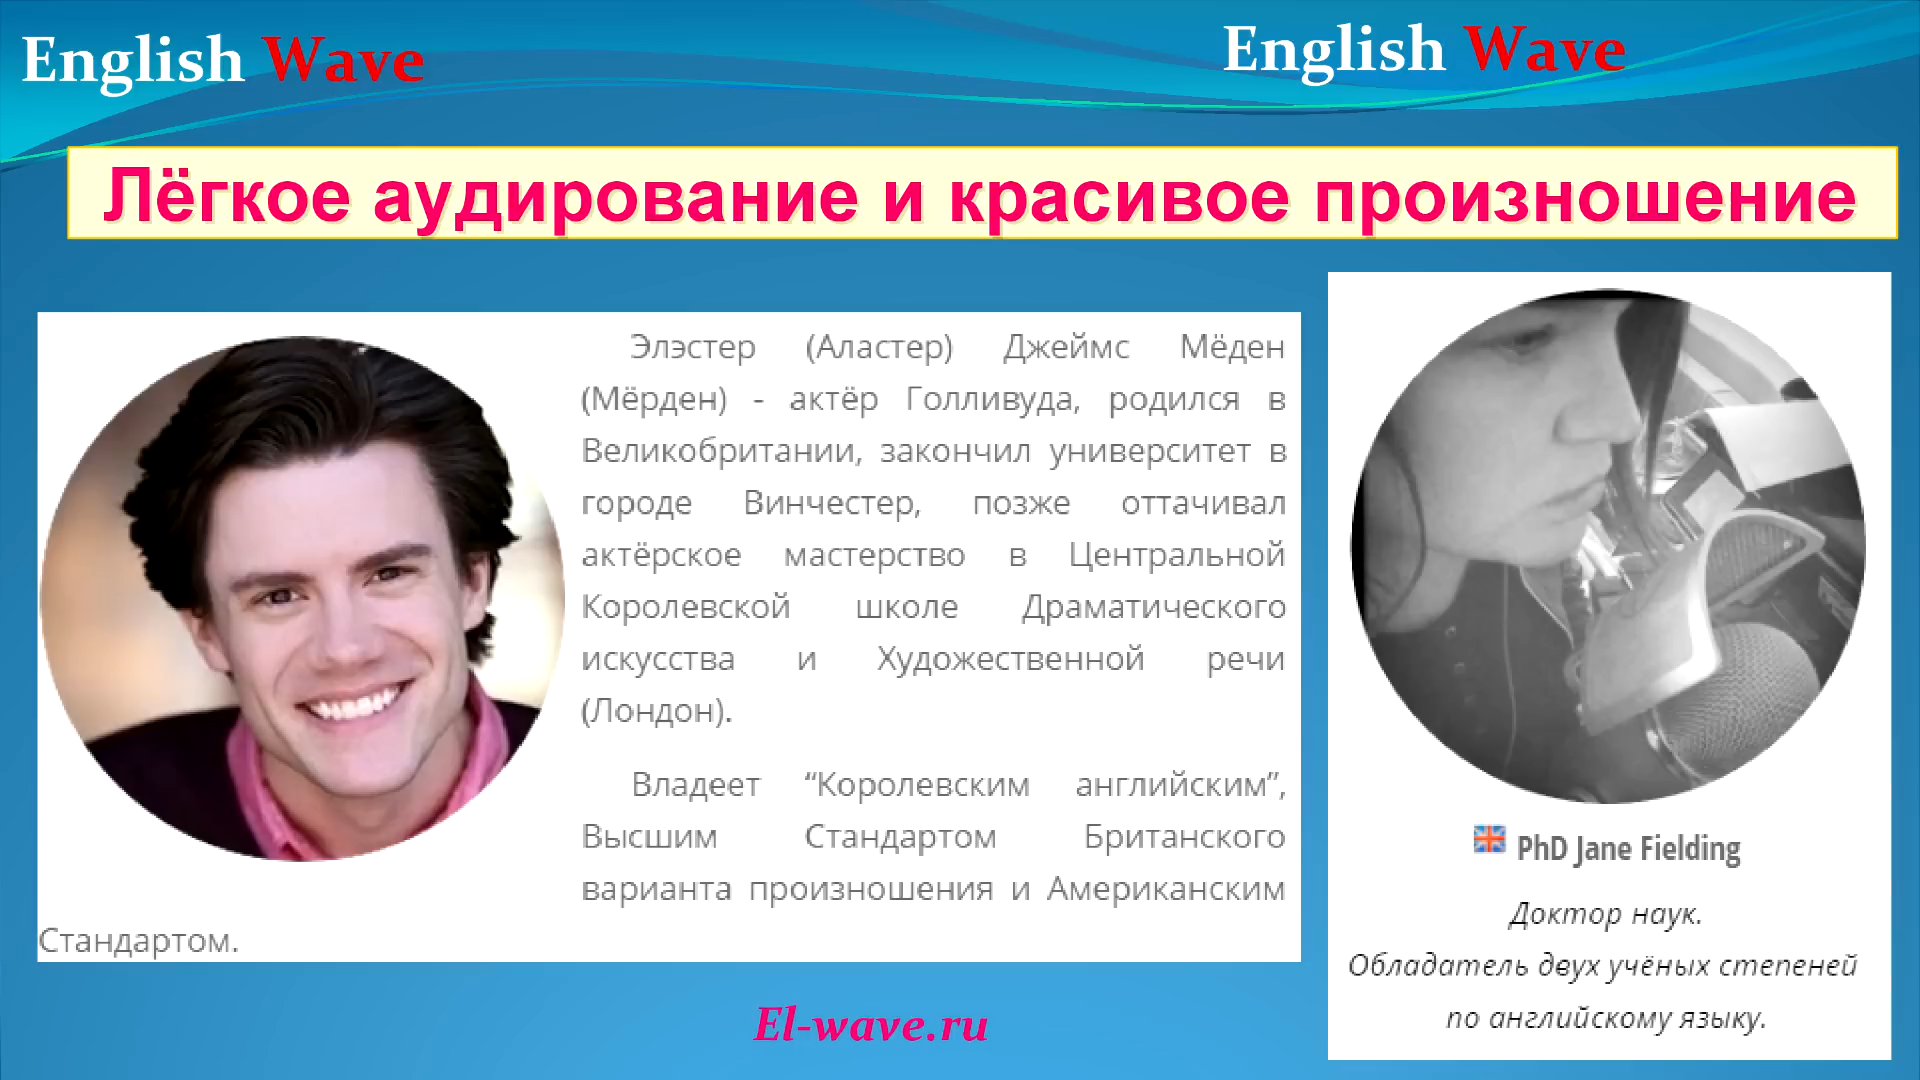 English Wave
English Wave
Лёгкое аудирование и красивое произношение
Элэстер (Аластер) Джеймс Мёден
(Мёрден) - актёр Голливуда, родился в
Великобритании, закончил университет в
городе Винчестер, позже оттачивал
актёрское мастерство в Центральной
Королевской школе Драматического
искусства и Художественной речи
(Лондон).
Владеет “Королевским английским”,
Высшим Стандартом Британского
варианта произношения и Американским
Стандартом.
PhD Jane Fielding
Доктор наук.
Обладатель двух учёных степеней
по английскому языку.
El-wave.ru